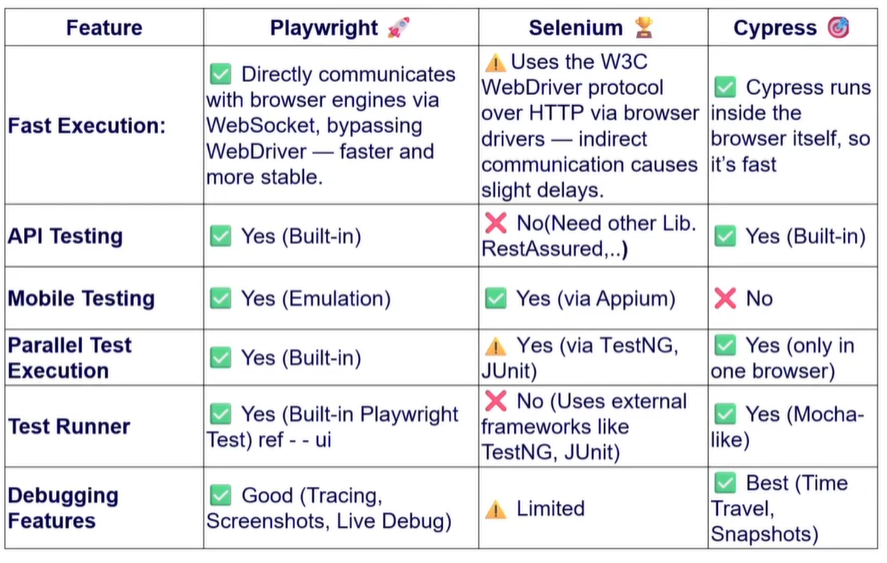 Feature Playwright 🚀 Selenium 🏆 Cypress 🎯
Fast Execution:
✅ Directly communicates
with browser engines via
WebSocket, bypassing
WebDriver — faster and
more stable.
⚠️Uses the W3C
WebDriver protocol
over HTTP via browser
drivers — indirect
communication causes
slight delays.
✅ Cypress runs
inside the
browser itself, so
it’s fast
API Testing
✅ Yes (Built-in)
❌ No(Need other Lib.
RestAssured,..)
✅ Yes (Built-in)
Mobile Testing
✅ Yes (Emulation)
✅ Yes (via Appium)
❌ No
Parallel Test
Execution
✅ Yes (Built-in)
⚠️ Yes (via TestNG,
JUnit)
✅ Yes (only in
one browser)
Test Runner
✅ Yes (Built-in Playwright
Test) ref - - ui
❌ No (Uses external
frameworks like
TestNG, JUnit)
✅ Yes (Mocha-
like)
Debugging
Features
✅ Good (Tracing,
Screenshots, Live Debug)
⚠️ Limited
✅ Best (Time
Travel,
Snapshots)